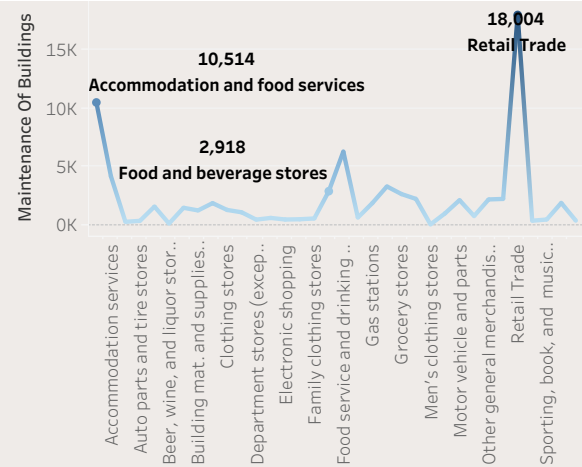 Maintenance Of Buildings
15K
10K
5K
0K
18,004
Retail Trade
10,514
Accommodation and food services
2,918
Food and beverage stores
Accommodation services
Auto parts and tire stores
Beer, wine, and liquor stor..
Building mat. and supplies..
Clothing stores
Department stores (excep..
Electronic shopping
Family clothing stores
Food service and drinking ..
Gas stations
Grocery stores
Men's clothing stores
Motor vehicle and parts
Other general merchandis..
Retail Trade
Sporting, book, and music..